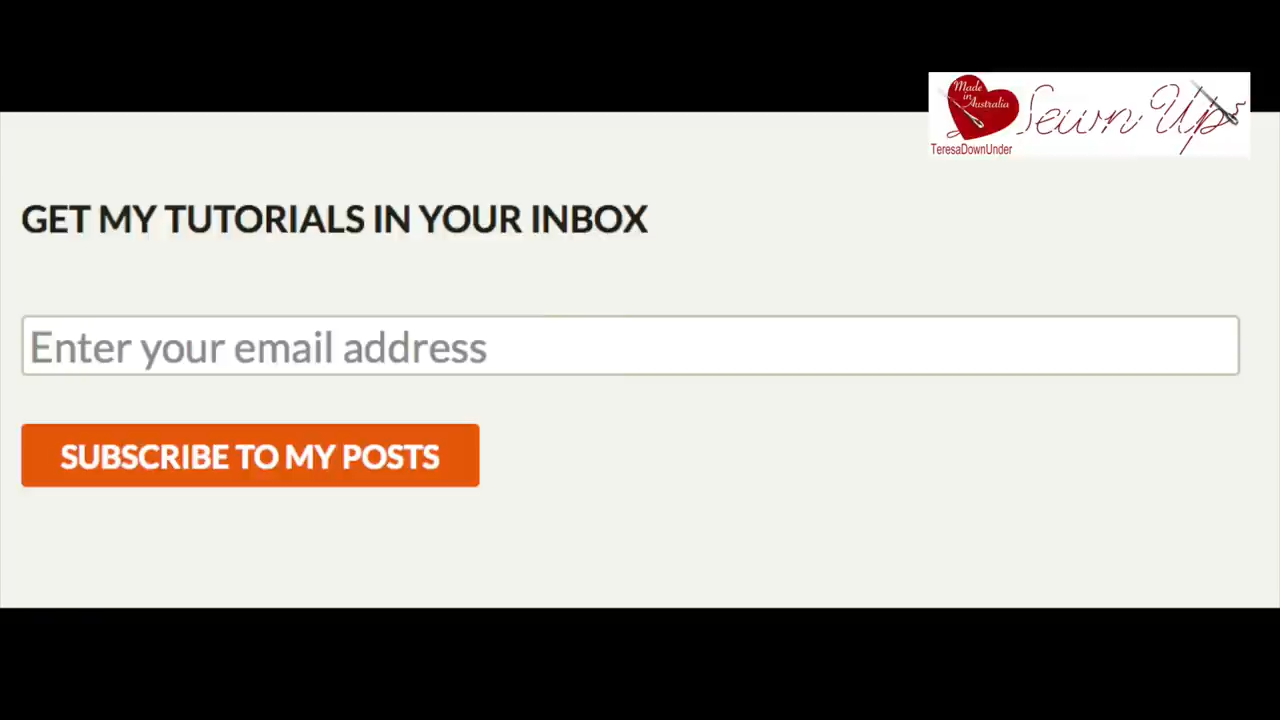 Made
in
Australia
Sewn Up
TeresaDownUnder
GET MY TUTORIALS IN YOUR INBOX
Enter your email address
SUBSCRIBE TO MY POSTS